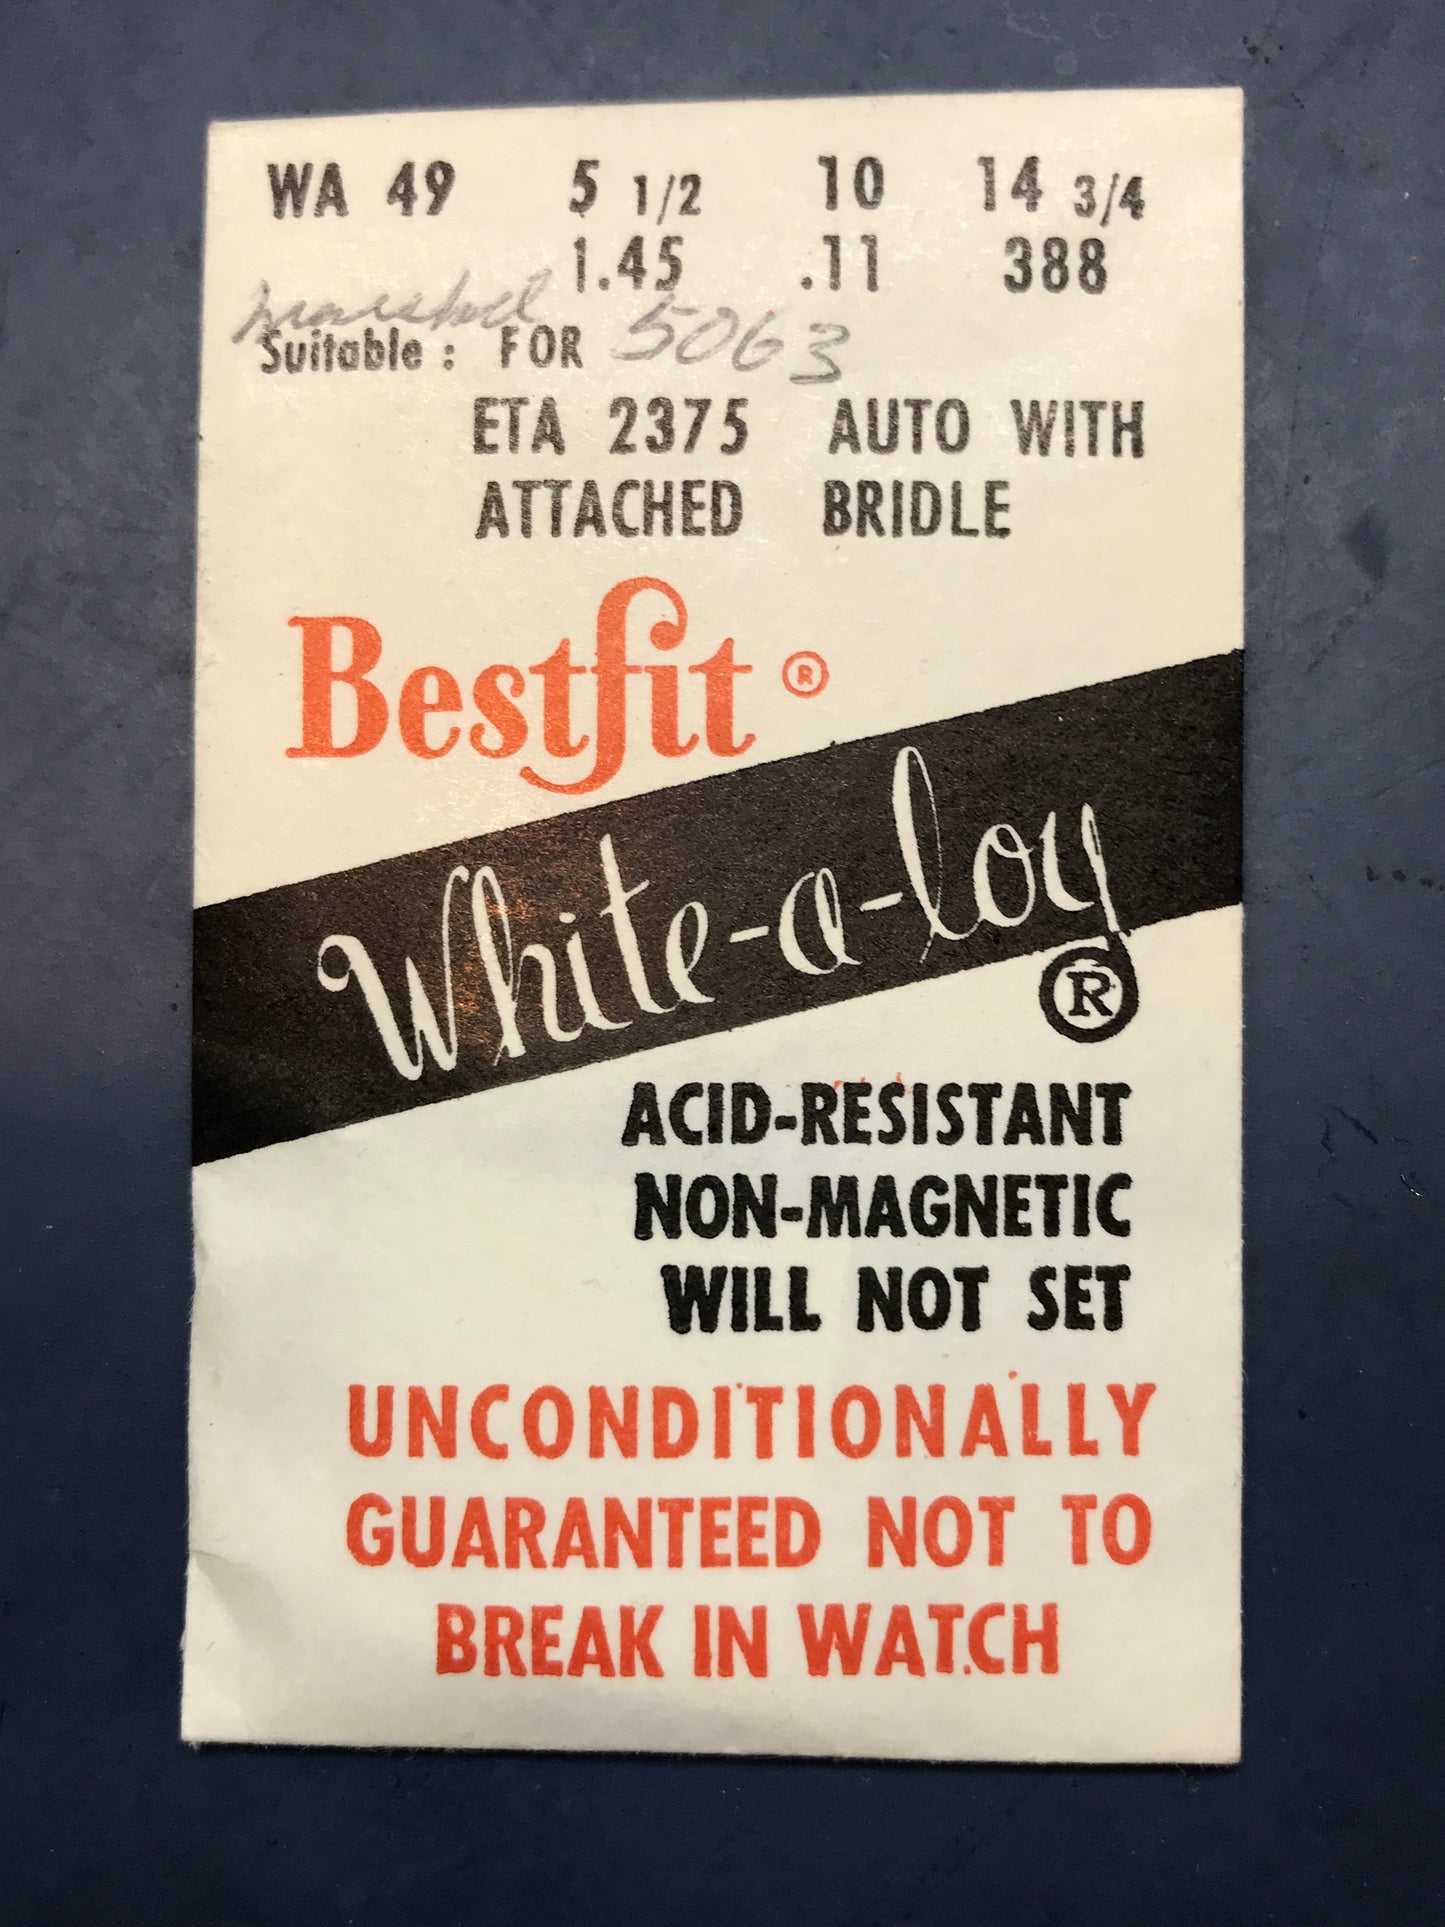 WA 49 5 1/2 10 14 3/4
1.45 .11 388
Suitable : FOR 5063
ETA 2375 AUTO WITH
ATTACHED BRIDLE
Bestfit ®
White-a-loy
®
ACID-RESISTANT
NON-MAGNETIC
WILL NOT SET
UNCONDITIONALLY
GUARANTEED NOT TO
BREAK IN WATCH